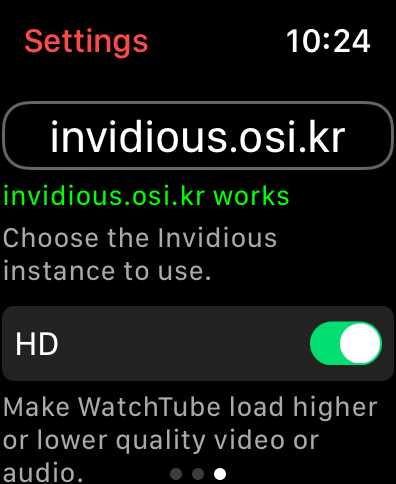 Settings 10:24
invidious.osi.kr
invidious.osi.kr works
Choose the Invidious
instance to use.
HD
Make WatchTube load higher
or lower quality video or
audio.